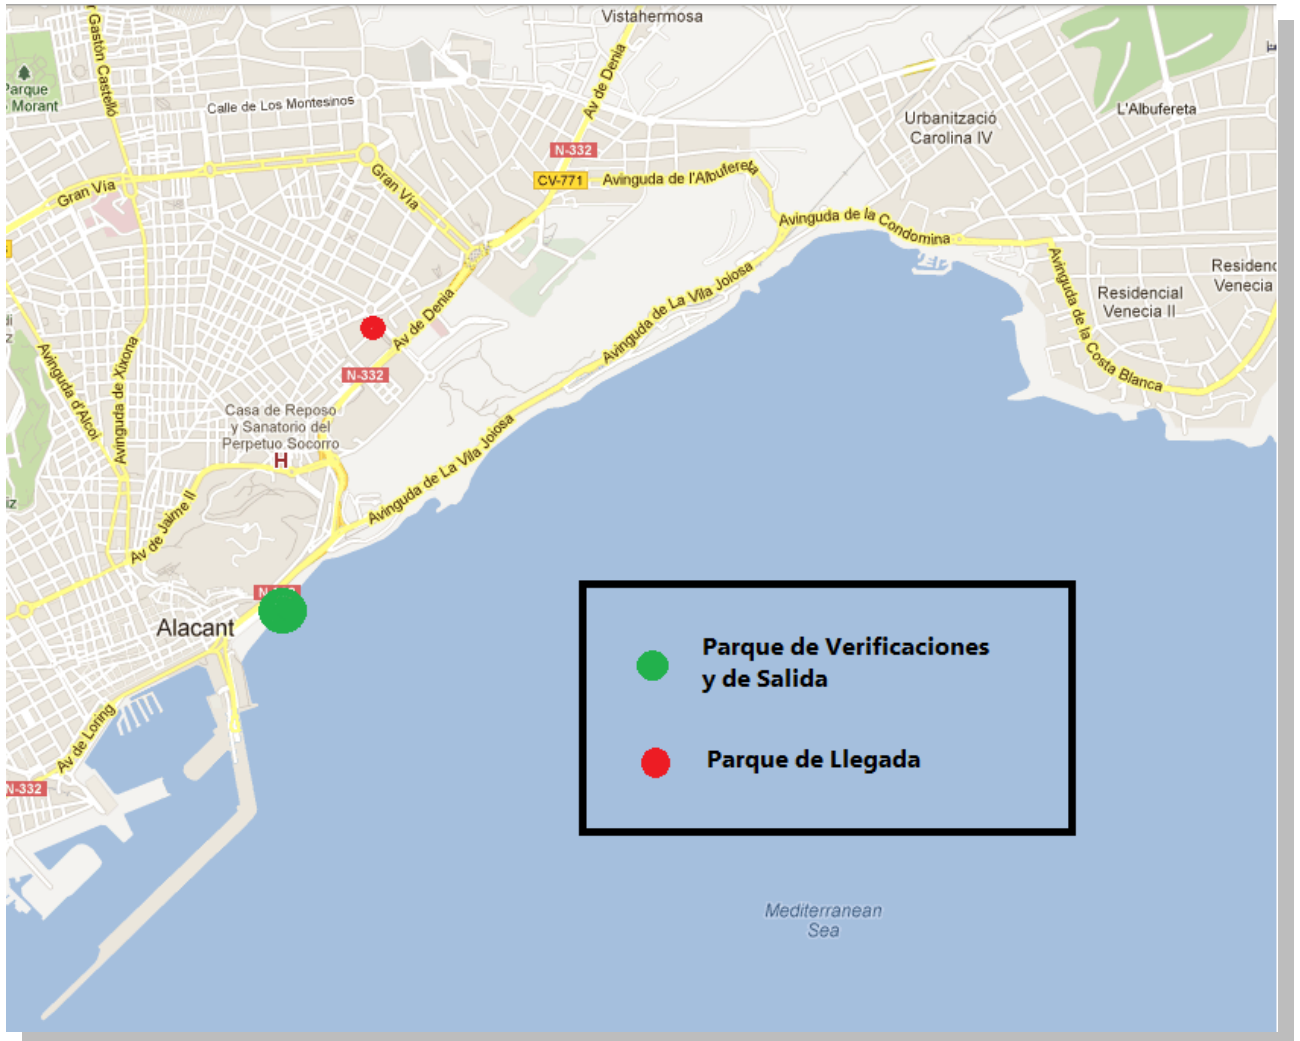 Vistahermosa
Gastón Castelló
Av de Denia
Parque
Morant
Calle de Los Montesinos
L'Albufereta
Urbanització
Carolina IV
N-332
CV-771
Avinguda de l'Albufereta
Gran Vía
Gran Vía
Avinguda de la Condomina
Residencial
Venecia II
Venecia
Avinguda de La Vila Joiosa
Av de Denia
Avinguda de la Costa Blanca
Avinguda d'Alcoi
Avinguda de Xixona
N-332
Casa de Reposo
y Sanatorio del
Perpetuo Socorro
H
Avinguda de La Vila Joiosa
Av de Jaime II
Alacant
Parque de Verificaciones
y de Salida
Av de Loring
Parque de Llegada
N-332
Mediterranean
Sea